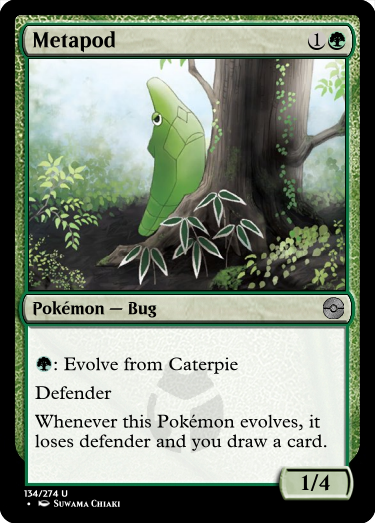 Metapod 1
Pokémon — Bug
: Evolve from Caterpie
Defender
Whenever this Pokémon evolves, it
loses defender and you draw a card.
1/4
134/274 U
• Suwama Chiaki